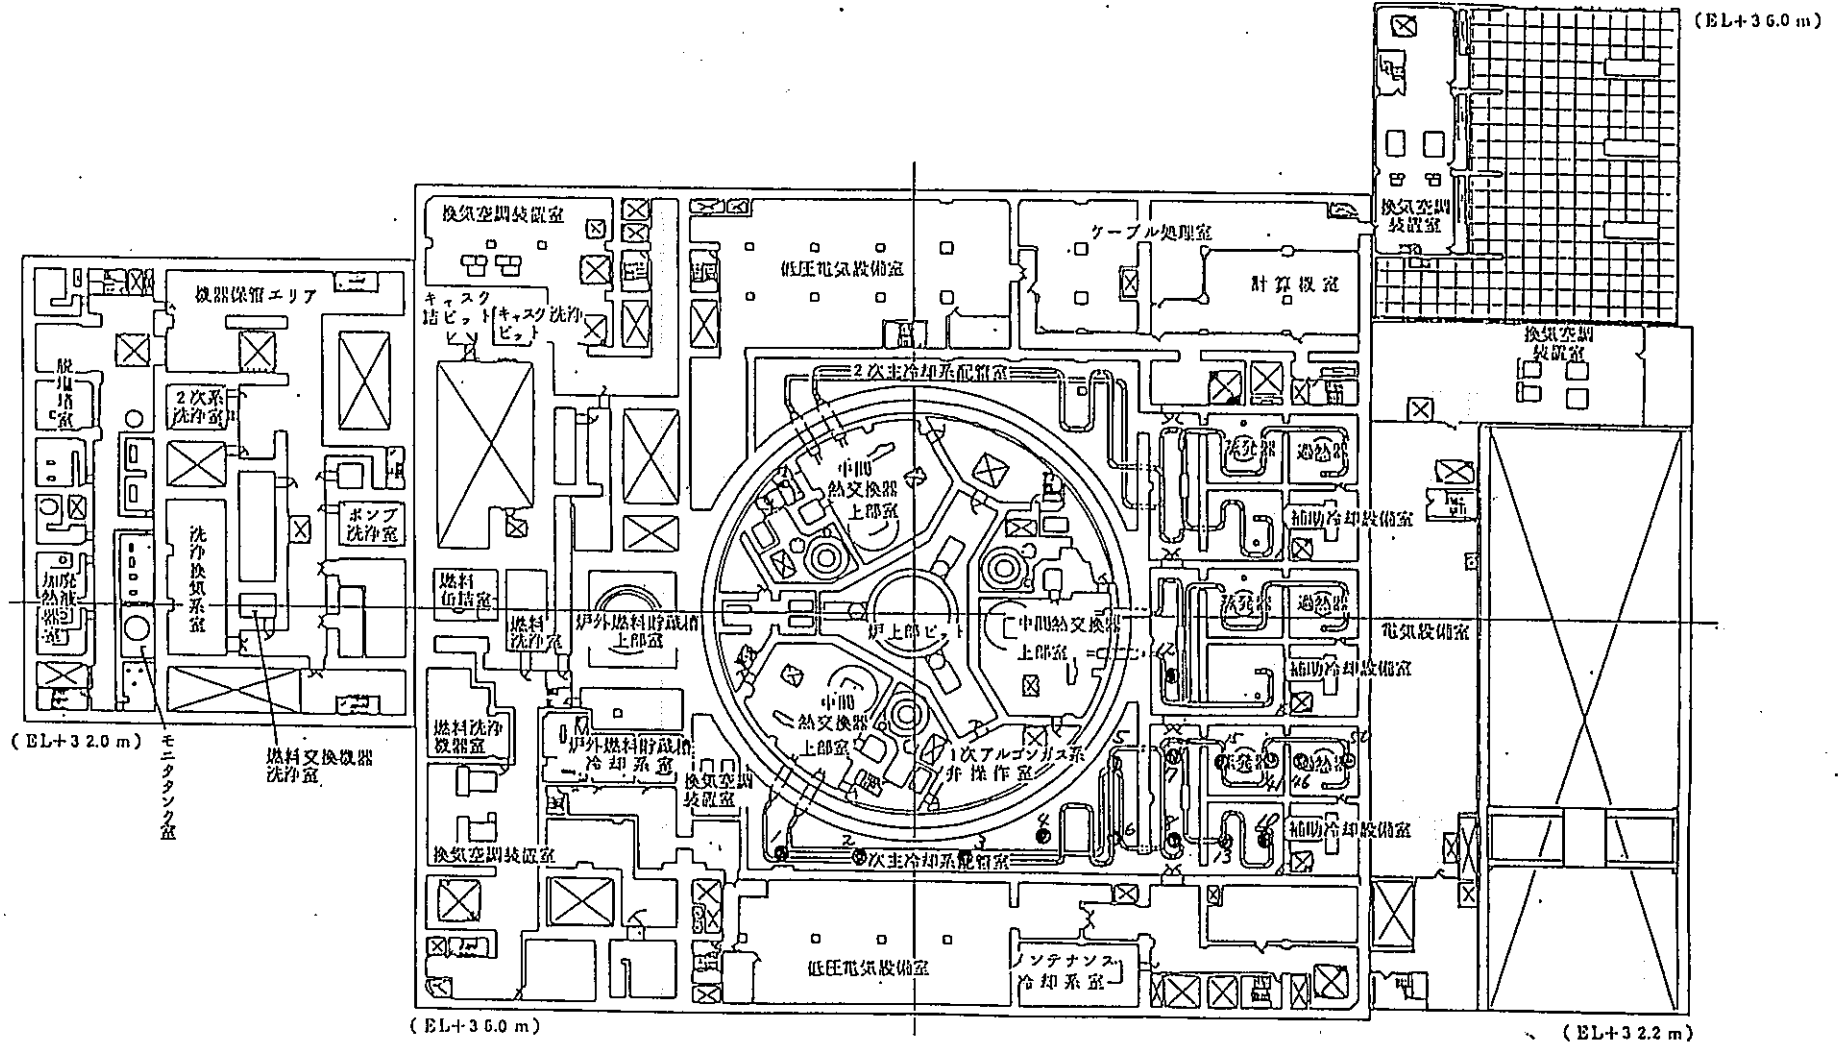 (EL+36.0 m)
換気空調
装置室
換気空調装置室
ケーブル処理室
低圧電気設備室
計算機室
機器保管エリア
キャスク
詰ピット
キャスク洗浄
ピット
換気空調
装置室
脱塩塔室
2次系
洗浄室
2次主冷却系配管室
蒸発器
過熱器
中間
熱交換器
上部室
ポンプ
洗浄室
補助冷却設備室
洗浄換気系室
燃料
缶詰室
燃料
洗浄室
炉外燃料貯蔵槽
上部室
炉上部ピット
中間熱交換器
上部室
蒸発器
過熱器
電気設備室
12
補助冷却設備室
中間
熱交換器
上部室
燃料洗浄
機器室
炉外燃料貯蔵槽
冷却系室
1次アルゴンガス系
弁操作室
5
7
15
蒸発器
41
46
過熱器
換気空調
装置室
(EL+32.0 m)
モニタタンク室
燃料交換機器
洗浄室
1
2
3
4
6
13
補助冷却設備室
換気空調装置室
次主冷却系配管室
低圧電気設備室
メンテナンス
冷却系室
(EL+36.0 m)
(EL+32.2 m)